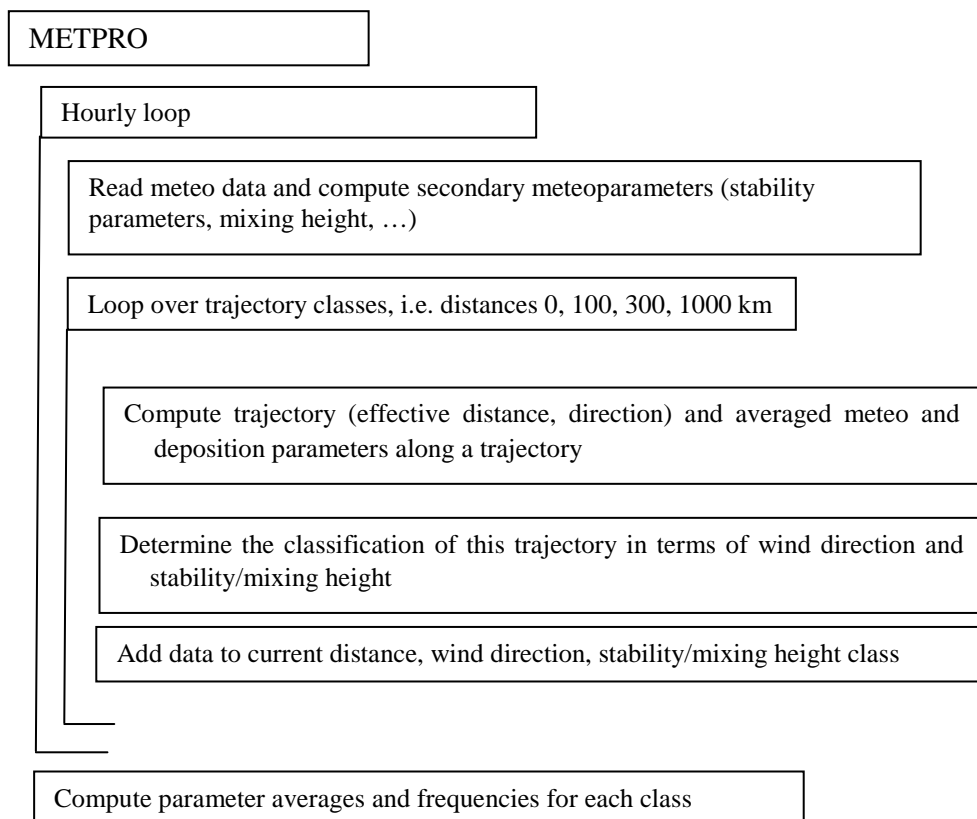 METPRO
Hourly loop
Read meteo data and compute secondary meteoparameters (stability
parameters, mixing height, …)
Loop over trajectory classes, i.e. distances 0, 100, 300, 1000 km
Compute trajectory (effective distance, direction) and averaged meteo and
deposition parameters along a trajectory
Determine the classification of this trajectory in terms of wind direction and
stability/mixing height
Add data to current distance, wind direction, stability/mixing height class
Compute parameter averages and frequencies for each class